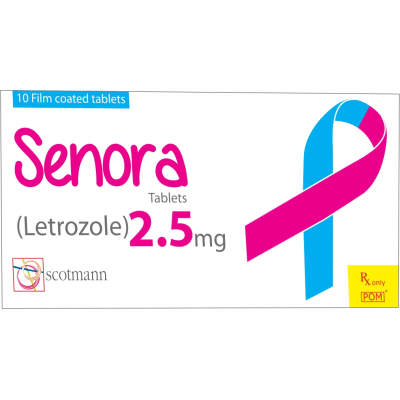 10 Film coated tablets
Senora
Tablets
(Letrozole) 2.5mg
scotmann
Rx only
POM